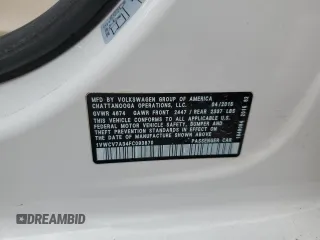 MFD. BY VOLKSWAGEN GROUP OF AMERICA
CHATTANOOGA OPERATIONS, LLC. 04/2015
GVWR 4674 GAWR FRONT 2447 / REAR 2297 LBS
THIS VEHICLE CONFORMS TO ALL APPLICABLE
FEDERAL MOTOR VEHICLE SAFETY, BUMPER, AND
THEFT PREVENTION STANDARDS IN EFFECT ON
THE DATE OF MANUFACTURE SHOWN ABOVE.
PASSENGER CAR